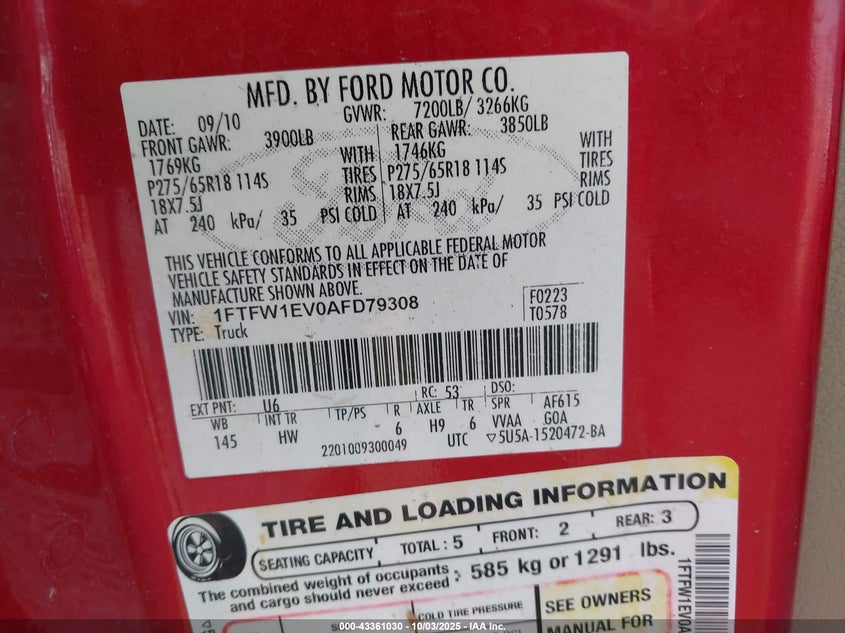 MFD. BY FORD MOTOR CO.
DATE: 09/10 GVWR: 7200LB/ 3266KG
FRONT GAWR: 3900LB REAR GAWR: 3850LB
1769KG WITH 1746KG WITH
P275/65R18 114S TIRES P275/65R18 114S TIRES
18X7.5J RIMS 18X7.5J RIMS
AT 240 kPa/ 35 PSI COLD AT 240 kPa/ 35 PSI COLD
THIS VEHICLE CONFORMS TO ALL APPLICABLE FEDERAL MOTOR
VEHICLE SAFETY STANDARDS IN EFFECT ON THE DATE OF
MANUFACTURE SHOWN ABOVE.
VIN: 1FTFW1EV0AFD79308 F0223
TYPE: Truck T0578
EXT PNT: U6 RC: 53 DSO:
WB INT TR TP/PS R AXLE TR SPR AF615
145 HW 6 H9 6 VVAA G0A
2201009300049 UTC ▽5U5A-1520472-BA
TIRE AND LOADING INFORMATION
SEATING CAPACITY TOTAL : 5 FRONT: 2 REAR: 3
The combined weight of occupants and cargo should never exceed : 585 kg or 1291 lbs.
COLD TIRE PRESSURE
SEE OWNERS
MANUAL FOR
1FTFW1EV0A
000-43361030 - 10/03/2025 - IAA Inc.